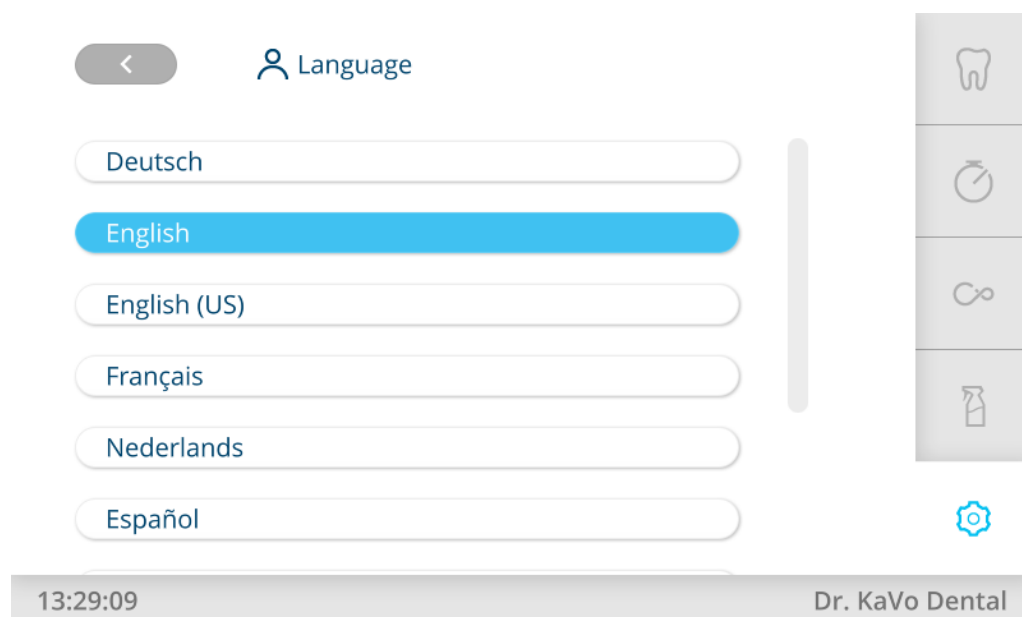 Language
Deutsch
English
English (US)
Français
Nederlands
Español
13:29:09
Dr. KaVo Dental